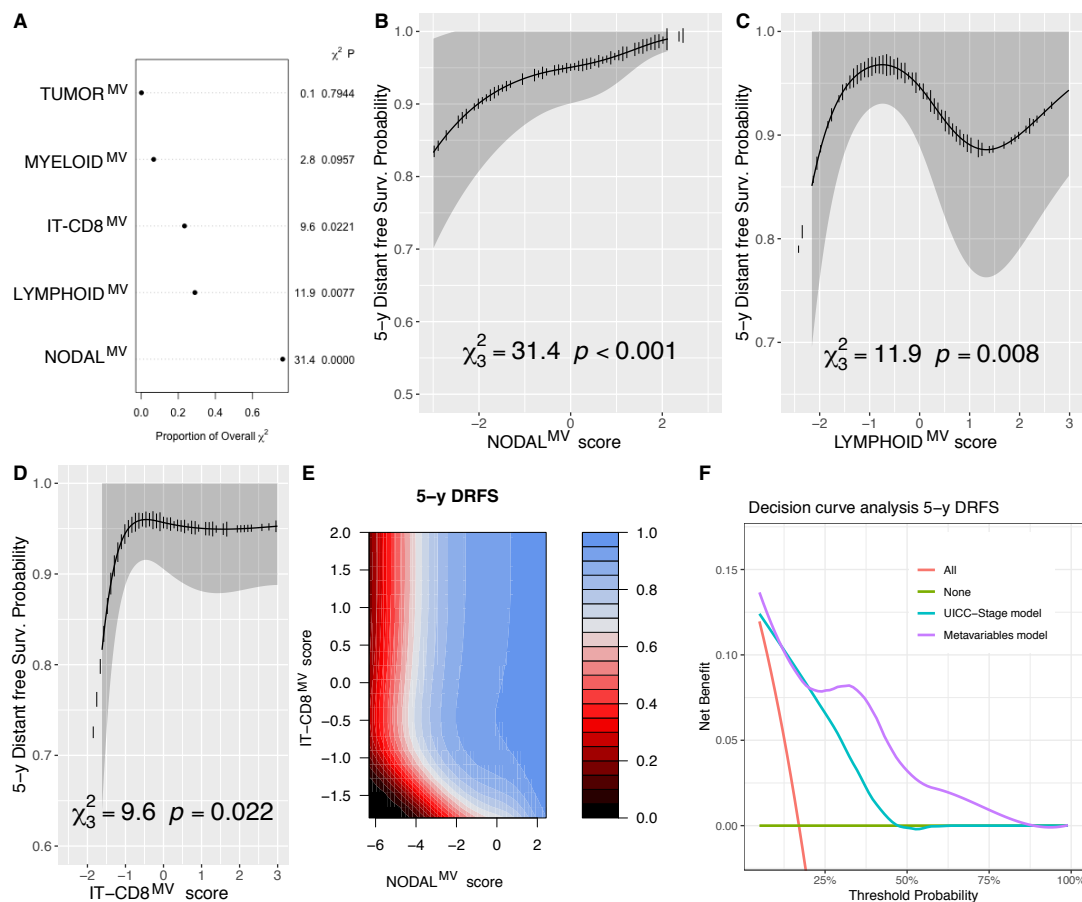 A
χ² P
TUMOR^MV 0.1 0.7944
MYELOID^MV 2.8 0.0957
IT-CD8^MV 9.6 0.0221
LYMPHOID^MV 11.9 0.0077
NODAL^MV 31.4 0.0000
0.0 0.2 0.4 0.6
Proportion of Overall χ²
B
5-y Distant free Surv. Probability
1.0
0.9
0.8
0.7
0.6
0.5
χ²₃ = 31.4 p < 0.001
−2 0 2
NODAL^MV score
C
5-y Distant free Surv. Probability
1.0
0.9
0.8
0.7
χ²₃ = 11.9 p = 0.008
−2 −1 0 1 2 3
LYMPHOID^MV score
D
5-y Distant free Surv. Probability
1.0
0.9
0.8
0.7
0.6
χ²₃ = 9.6 p = 0.022
−2 −1 0 1 2 3
IT−CD8^MV score
E
5−y DRFS
IT−CD8^MV score
2.0
1.5
1.0
0.5
0.0
−0.5
−1.0
−1.5
−6 −4 −2 0 2
NODAL^MV score
1.0
0.8
0.6
0.4
0.2
0.0
F
Decision curve analysis 5-y DRFS
Net Benefit
0.15
0.10
0.05
0.00
All
None
UICC−Stage model
Metavariables model
25% 50% 75% 100%
Threshold Probability